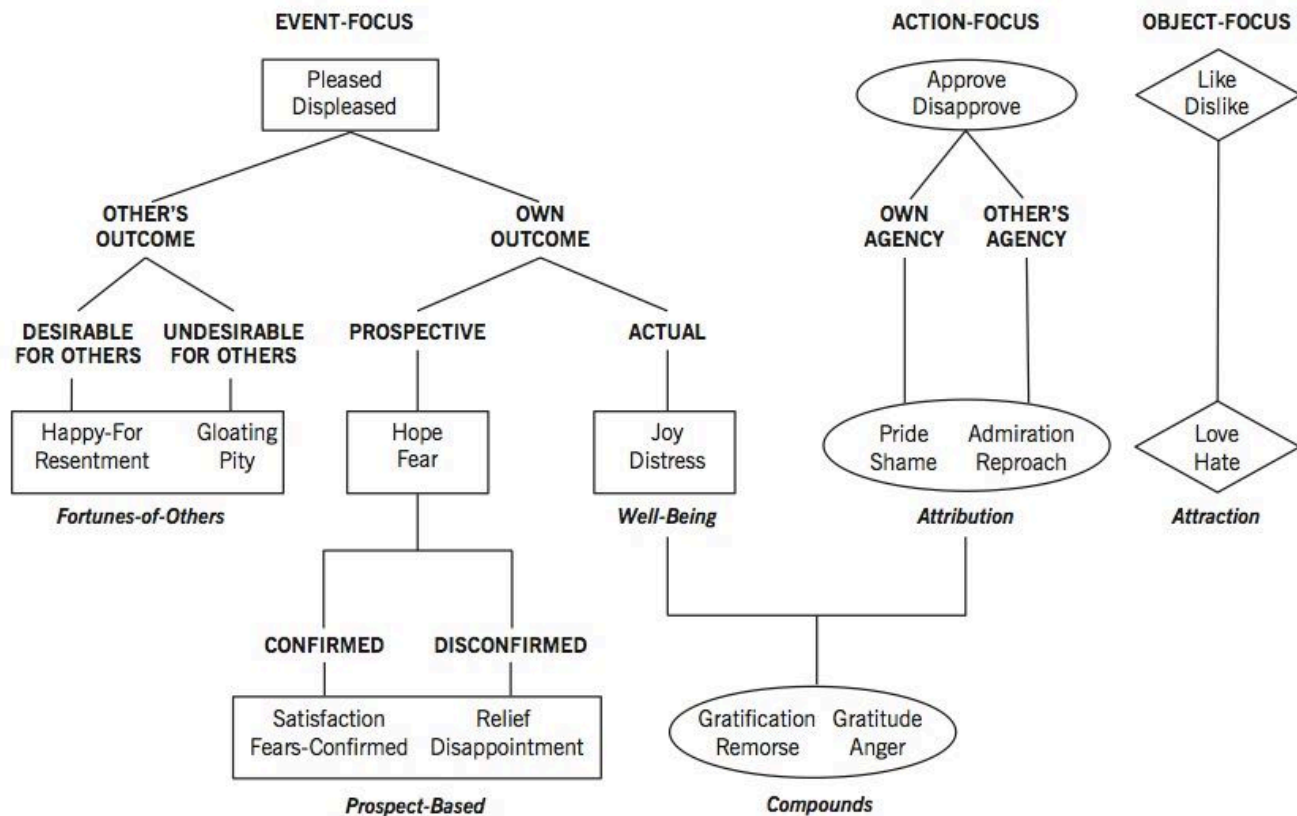 EVENT-FOCUS
ACTION-FOCUS
OBJECT-FOCUS
Pleased
Displeased
Approve
Disapprove
Like
Dislike
OTHER'S
OUTCOME
OWN
OUTCOME
OWN
AGENCY
OTHER'S
AGENCY
DESIRABLE
FOR OTHERS
UNDESIRABLE
FOR OTHERS
PROSPECTIVE
ACTUAL
Happy-For
Resentment
Gloating
Pity
Hope
Fear
Joy
Distress
Pride
Shame
Admiration
Reproach
Love
Hate
Fortunes-of-Others
Well-Being
Attribution
Attraction
CONFIRMED
DISCONFIRMED
Satisfaction
Fears-Confirmed
Relief
Disappointment
Gratification
Remorse
Gratitude
Anger
Prospect-Based
Compounds